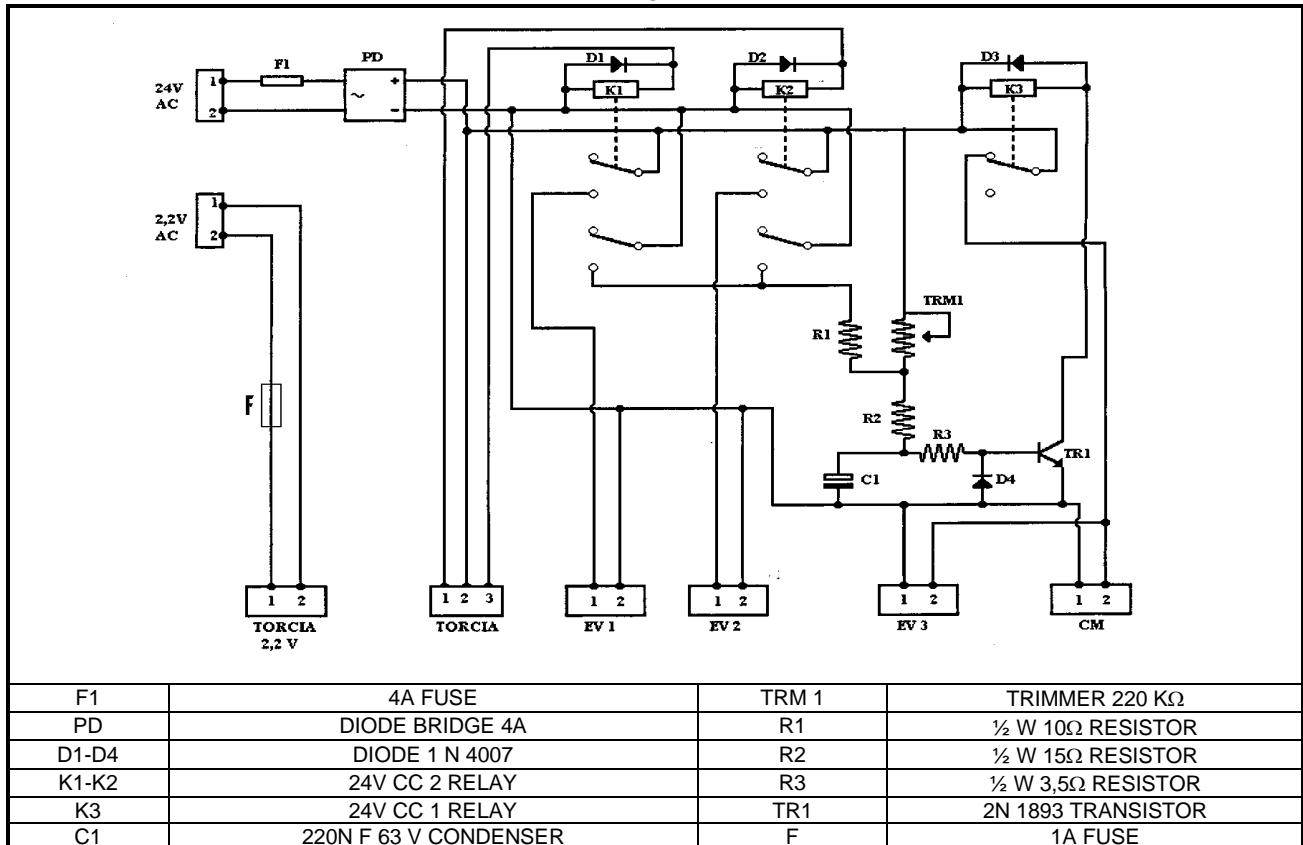 F1
PD
D1
D2
D3
24V
AC
1
2
~
+
-
K1
K2
K3
2,2V
AC
1
2
F
TRM1
R1
R2
R3
C1
D4
TR1
1 2
TORCIA
2,2 V
1 2 3
TORCIA
1 2
EV 1
1 2
EV 2
1 2
EV 3
1 2
CM
F1 4A FUSE TRM 1 TRIMMER 220 KΩ
PD DIODE BRIDGE 4A R1 ½ W 10Ω RESISTOR
D1-D4 DIODE 1 N 4007 R2 ½ W 15Ω RESISTOR
K1-K2 24V CC 2 RELAY R3 ½ W 3,5Ω RESISTOR
K3 24V CC 1 RELAY TR1 2N 1893 TRANSISTOR
C1 220N F 63 V CONDENSER F 1A FUSE